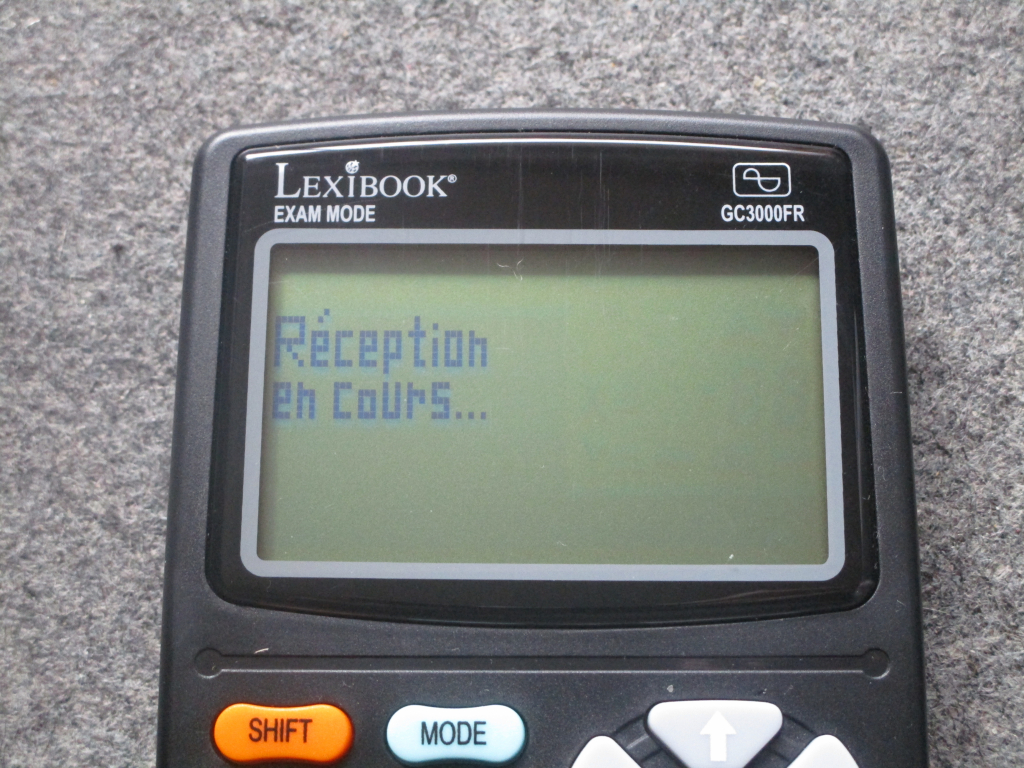 LEXIBOOK®
EXAM MODE
GC3000FR
Réception
en cours...
SHIFT
MODE